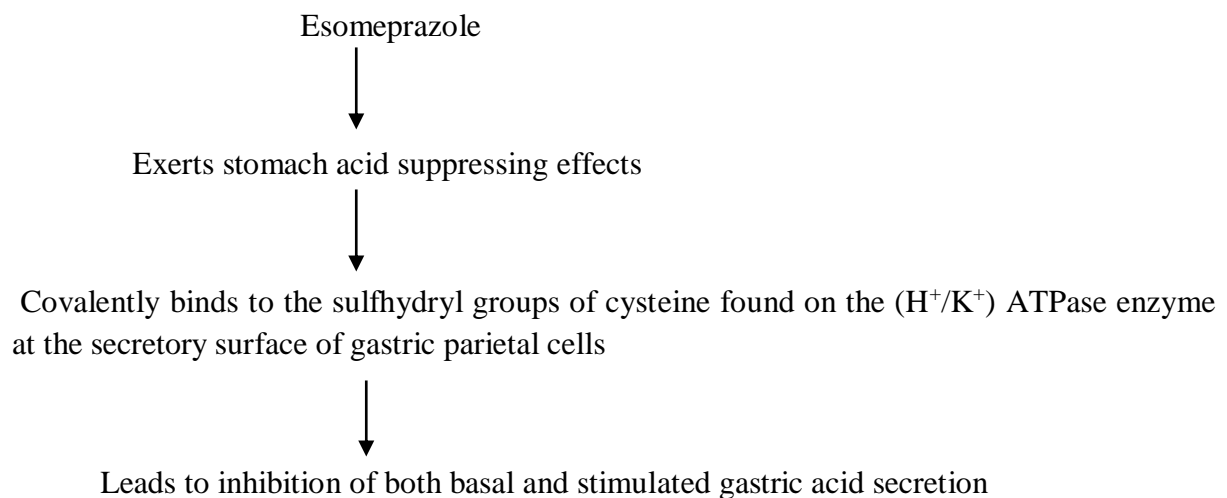 Esomeprazole
Exerts stomach acid suppressing effects
Covalently binds to the sulfhydryl groups of cysteine found on the (H⁺/K⁺) ATPase enzyme
at the secretory surface of gastric parietal cells
Leads to inhibition of both basal and stimulated gastric acid secretion